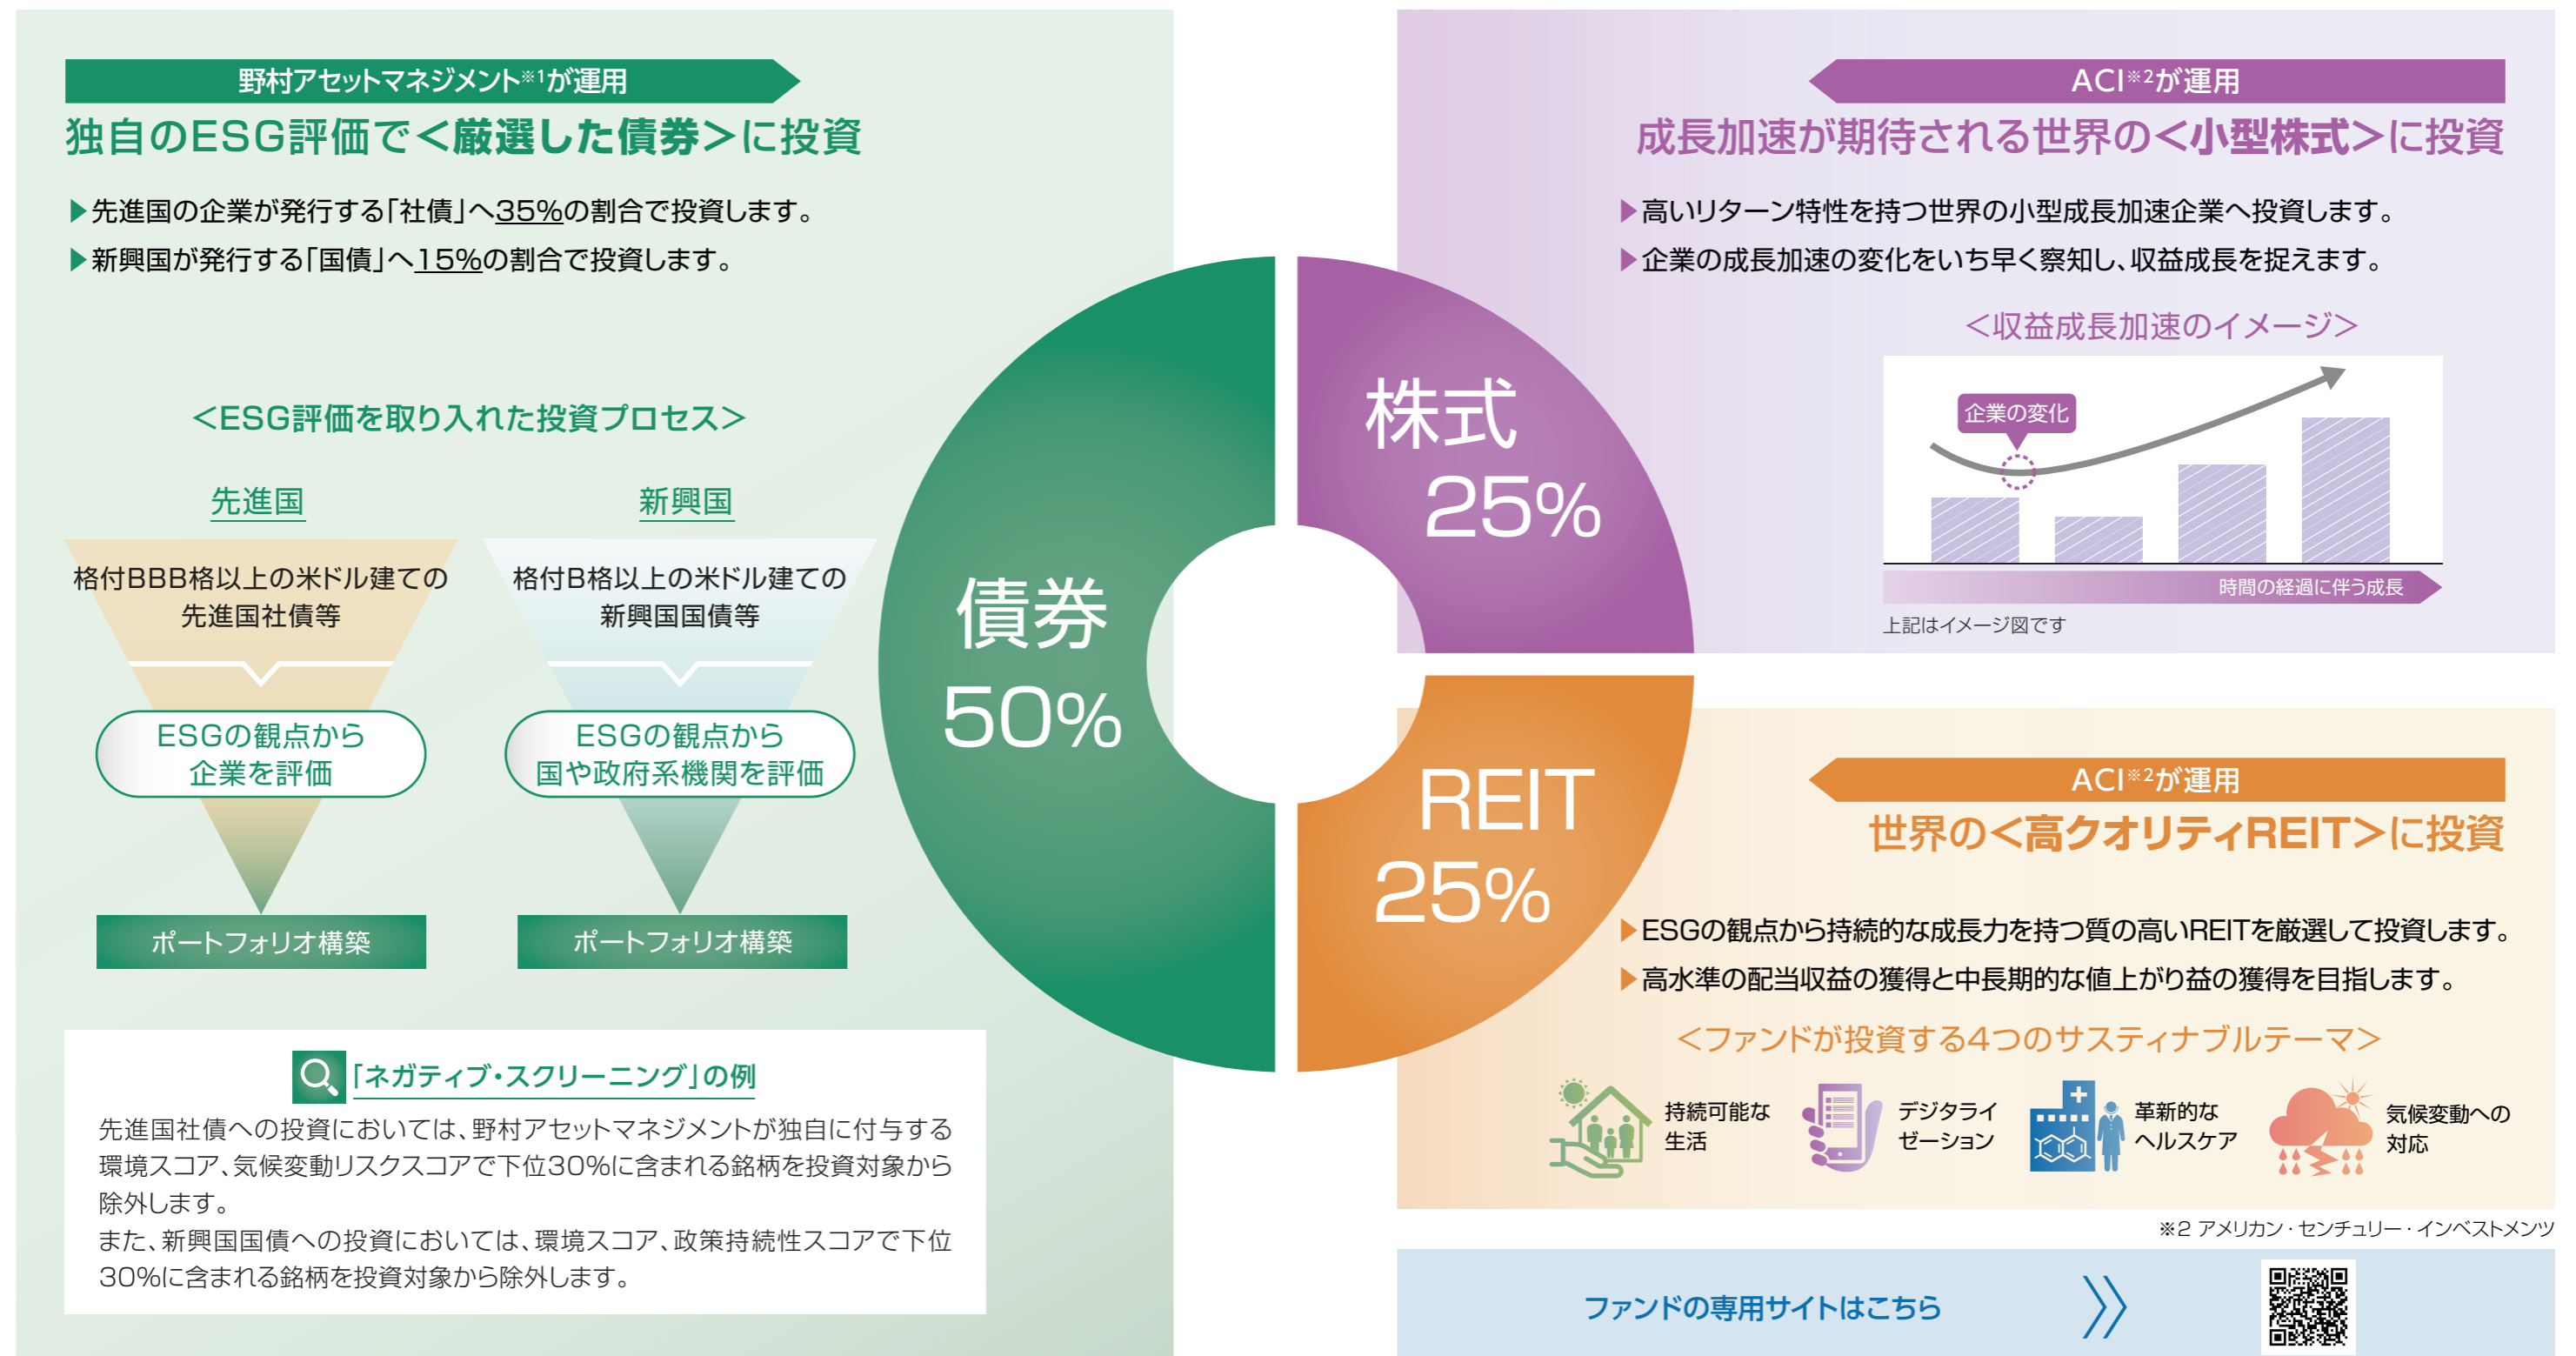 野村アセットマネジメント※1が運用
独自のESG評価で＜厳選した債券＞に投資
▶先進国の企業が発行する「社債」へ35%の割合で投資します。
▶新興国が発行する「国債」へ15%の割合で投資します。
＜ESG評価を取り入れた投資プロセス＞
先進国
格付BBB格以上の米ドル建ての
先進国社債等
ESGの観点から
企業を評価
ポートフォリオ構築
新興国
格付B格以上の米ドル建ての
新興国国債等
ESGの観点から
国や政府系機関を評価
ポートフォリオ構築
「ネガティブ・スクリーニング」の例
先進国社債への投資においては、野村アセットマネジメントが独自に付与する
環境スコア、気候変動リスクスコアで下位30%に含まれる銘柄を投資対象から
除外します。
また、新興国国債への投資においては、環境スコア、政策持続性スコアで下位
30%に含まれる銘柄を投資対象から除外します。
債券
50%
株式
25%
REIT
25%
ACI※2が運用
成長加速が期待される世界の＜小型株式＞に投資
▶高いリターン特性を持つ世界の小型成長加速企業へ投資します。
▶企業の成長加速の変化をいち早く察知し、収益成長を捉えます。
＜収益成長加速のイメージ＞
企業の変化
時間の経過に伴う成長
上記はイメージ図です
ACI※2が運用
世界の＜高クオリティREIT＞に投資
▶ESGの観点から持続的な成長力を持つ質の高いREITを厳選して投資します。
▶高水準の配当収益の獲得と中長期的な値上がり益の獲得を目指します。
＜ファンドが投資する4つのサスティナブルテーマ＞
持続可能な
生活
デジタライ
ゼーション
革新的な
ヘルスケア
気候変動への
対応
※2 アメリカン・センチュリー・インベストメンツ
ファンドの専用サイトはこちら